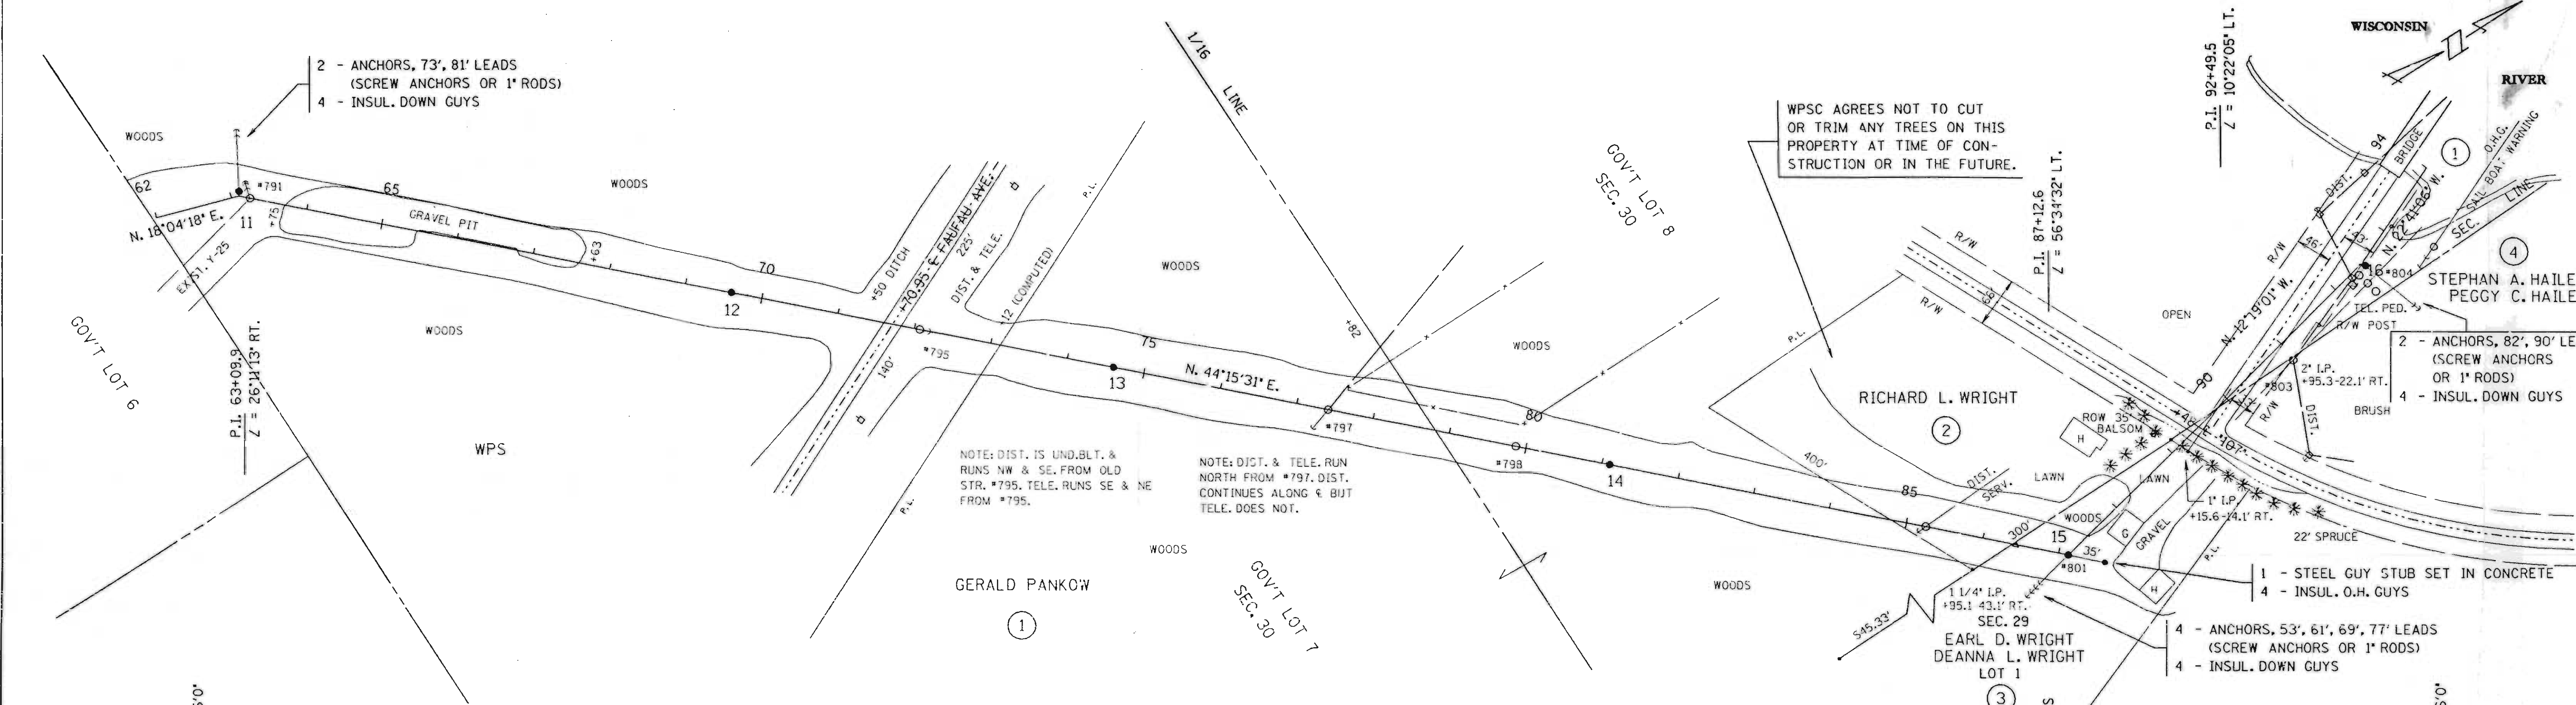 2 - ANCHORS, 73', 81' LEADS
(SCREW ANCHORS OR 1" RODS)
4 - INSUL. DOWN GUYS
WOODS
62
#791
11
N. 18°04'18" E.
+75
EXST. Y-25
65
GRAVEL PIT
+63
WOODS
GOV'T LOT 6
P.I. 63+09.9
∠ = 26°11'13" RT.
WOODS
WPS
70
12
+50 DITCH
+70.95 ℄ FAUFAU AVE.
225'
DIST. & TELE.
+12 (COMPUTED)
P.L.
#795
140'
P.L.
13
75
N. 44°15'31" E.
WOODS
1/16
LINE
+82
NOTE: DIST. IS UND.BLT. &
RUNS NW & SE. FROM OLD
STR. #795. TELE. RUNS SE & NE
FROM #795.
NOTE: DIST. & TELE. RUN
NORTH FROM #797. DIST.
CONTINUES ALONG ℄ BUT
TELE. DOES NOT.
#797
#798
+80
14
WOODS
GERALD PANKOW
1
WOODS
GOV'T LOT 7
SEC. 30
GOV'T LOT 8
SEC. 30
WPSC AGREES NOT TO CUT
OR TRIM ANY TREES ON THIS
PROPERTY AT TIME OF CON-
STRUCTION OR IN THE FUTURE.
P.I. 87+12.6
∠ = 56°34'32" LT.
P.I. 92+49.5
∠ = 10°22'05" LT.
WISCONSIN
RIVER
94
BRIDGE
1
O.H.G.
SAIL BOAT WARNING
DIST.
N. 22°41'06" W.
SEC. LINE
R/W
46'
43'
4
STEPHAN A. HAILE
PEGGY C. HAILE
16
#804
TEL. PED.
R/W POST
N. 12°19'01" W.
OPEN
R/W
66'
R/W
2 - ANCHORS, 82', 90' LE
(SCREW ANCHORS
OR 1" RODS)
4 - INSUL. DOWN GUYS
2" I.P.
+95.3-22.1' RT.
90
#803
R/W
DIST.
BRUSH
P.L.
RICHARD L. WRIGHT
2
H
ROW 35'
BALSOM
400'
85
DIST.
SERV.
LAWN
LAWN
1" I.P.
+15.6-14.1' RT.
22' SPRUCE
WOODS
300'
15
35'
G
GRAVEL
P.L.
H
#801
WOODS
1 - STEEL GUY STUB SET IN CONCRETE
4 - INSUL. O.H. GUYS
545.33'
1 1/4" I.P.
+95.1 43.1' RT.
SEC. 29
EARL D. WRIGHT
DEANNA L. WRIGHT
LOT 1
3
4 - ANCHORS, 53', 61', 69', 77' LEADS
(SCREW ANCHORS OR 1" RODS)
4 - INSUL. DOWN GUYS